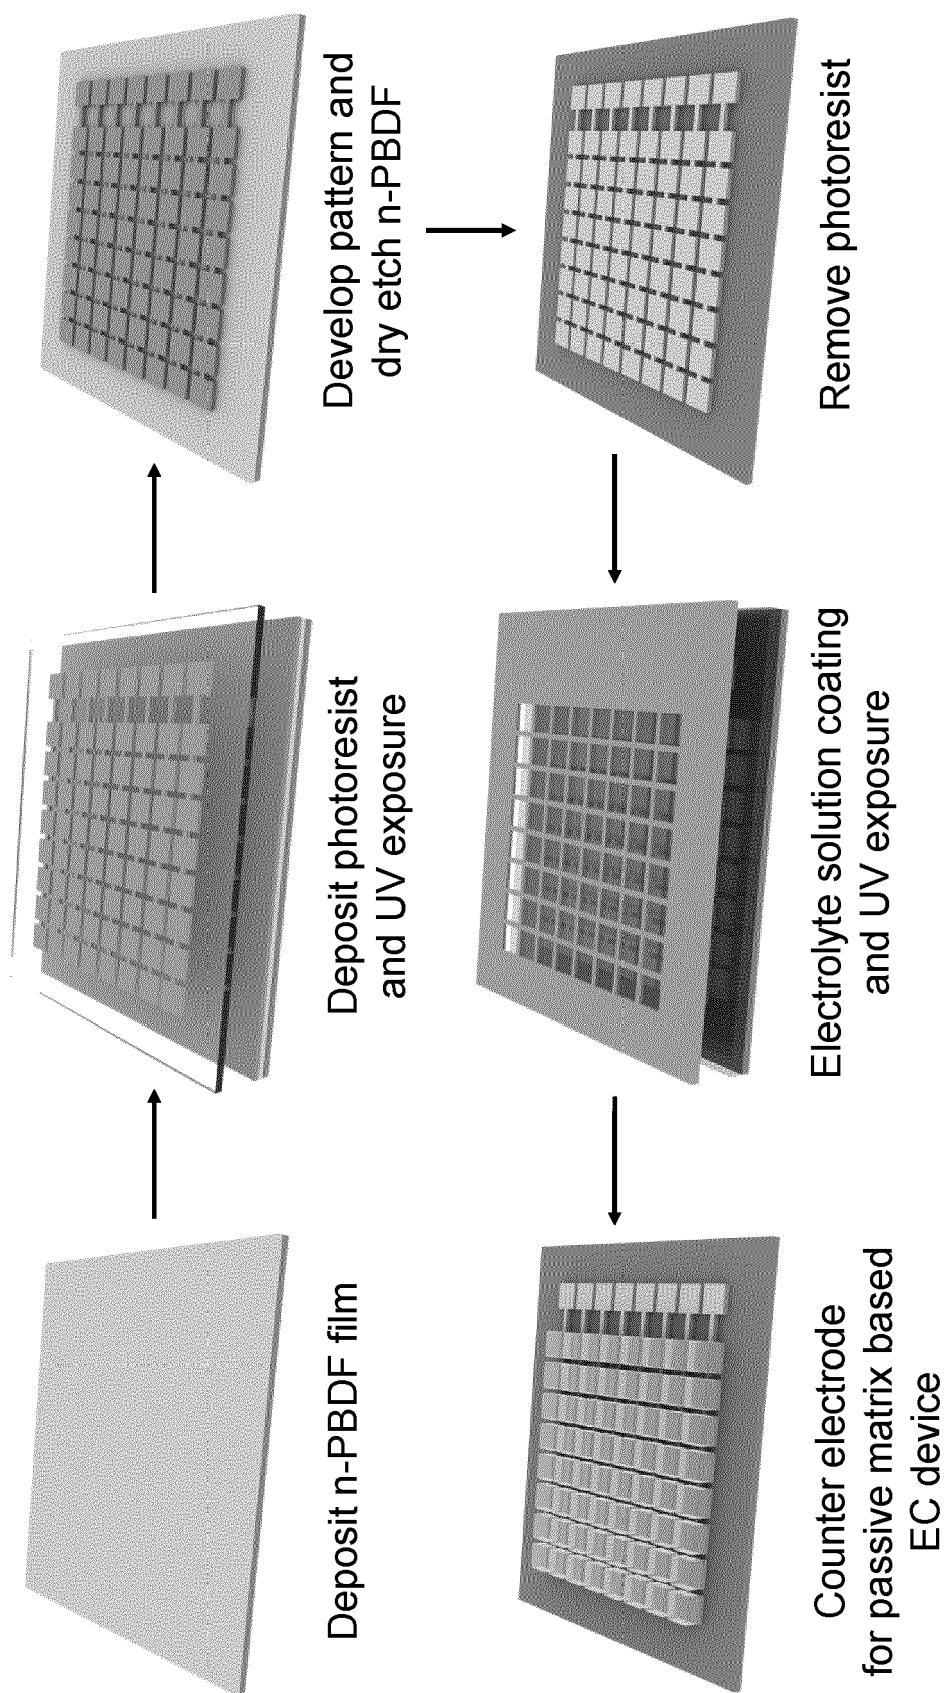 Deposit n-PBDF film
Deposit photoresist
and UV exposure
Develop pattern and
dry etch n-PBDF
Remove photoresist
Electrolyte solution coating
and UV exposure
Counter electrode
for passive matrix based
EC device